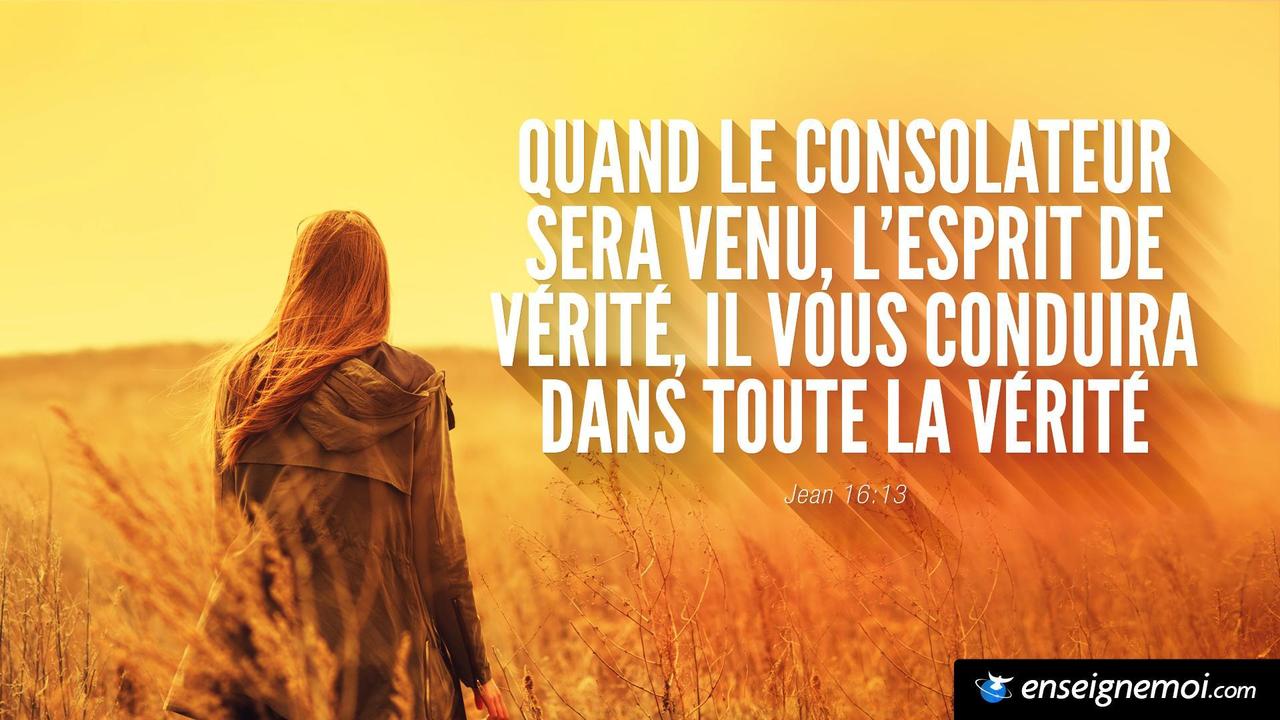 QUAND LE CONSOLATEUR
SERA VENU, L'ESPRIT DE
VÉRITÉ, IL VOUS CONDUIRA
DANS TOUTE LA VÉRITÉ
Jean 16:13
enseignemoi.com